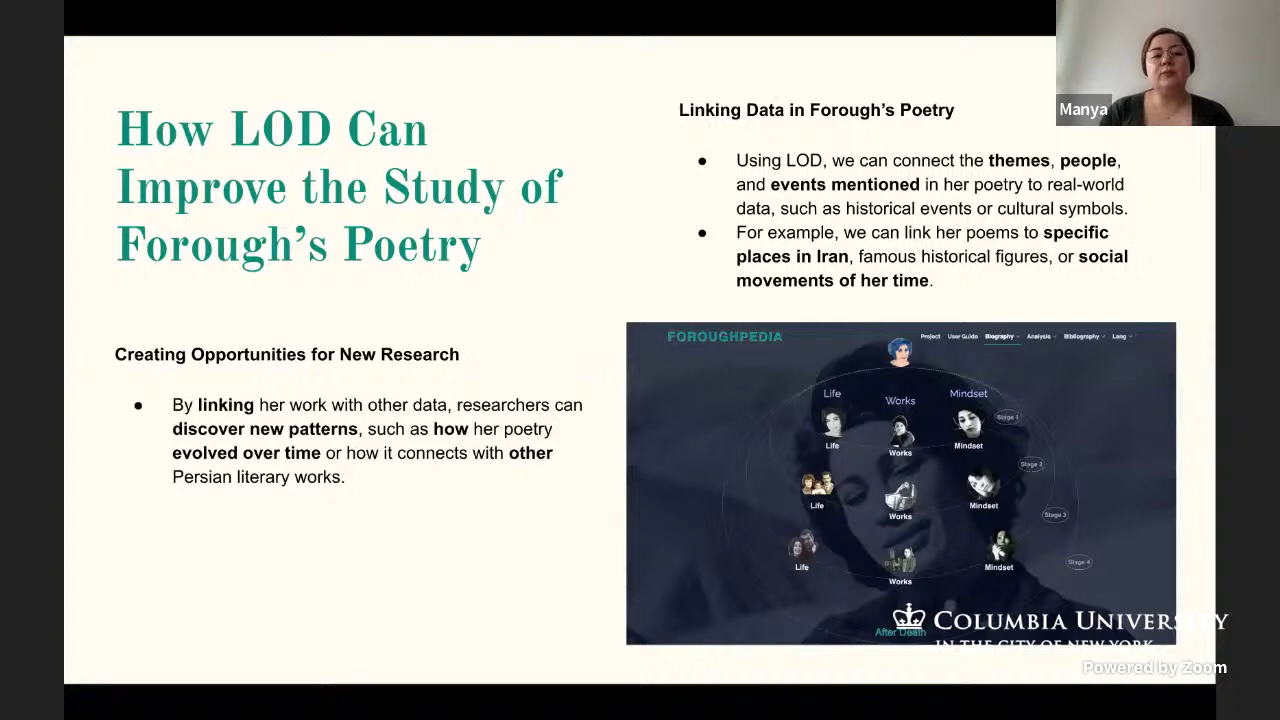 How LOD Can
Improve the Study of
Forough's Poetry
Creating Opportunities for New Research
● By linking her work with other data, researchers can
discover new patterns, such as how her poetry
evolved over time or how it connects with other
Persian literary works.
Linking Data in Forough's Poetry
● Using LOD, we can connect the themes, people,
and events mentioned in her poetry to real-world
data, such as historical events or cultural symbols.
● For example, we can link her poems to specific
places in Iran, famous historical figures, or social
movements of her time.
Manya
FOROUGHPEDIA
Project User Guide Biography Analysis Bibliography Lang
Life Works Mindset
Stage 1
Life Works Mindset
Stage 2
Life Works Mindset
Stage 3
Life Works Mindset
Stage 4
After Death
COLUMBIA UNIVERSITY
IN THE CITY OF NEW YORK
Powered by Zoom